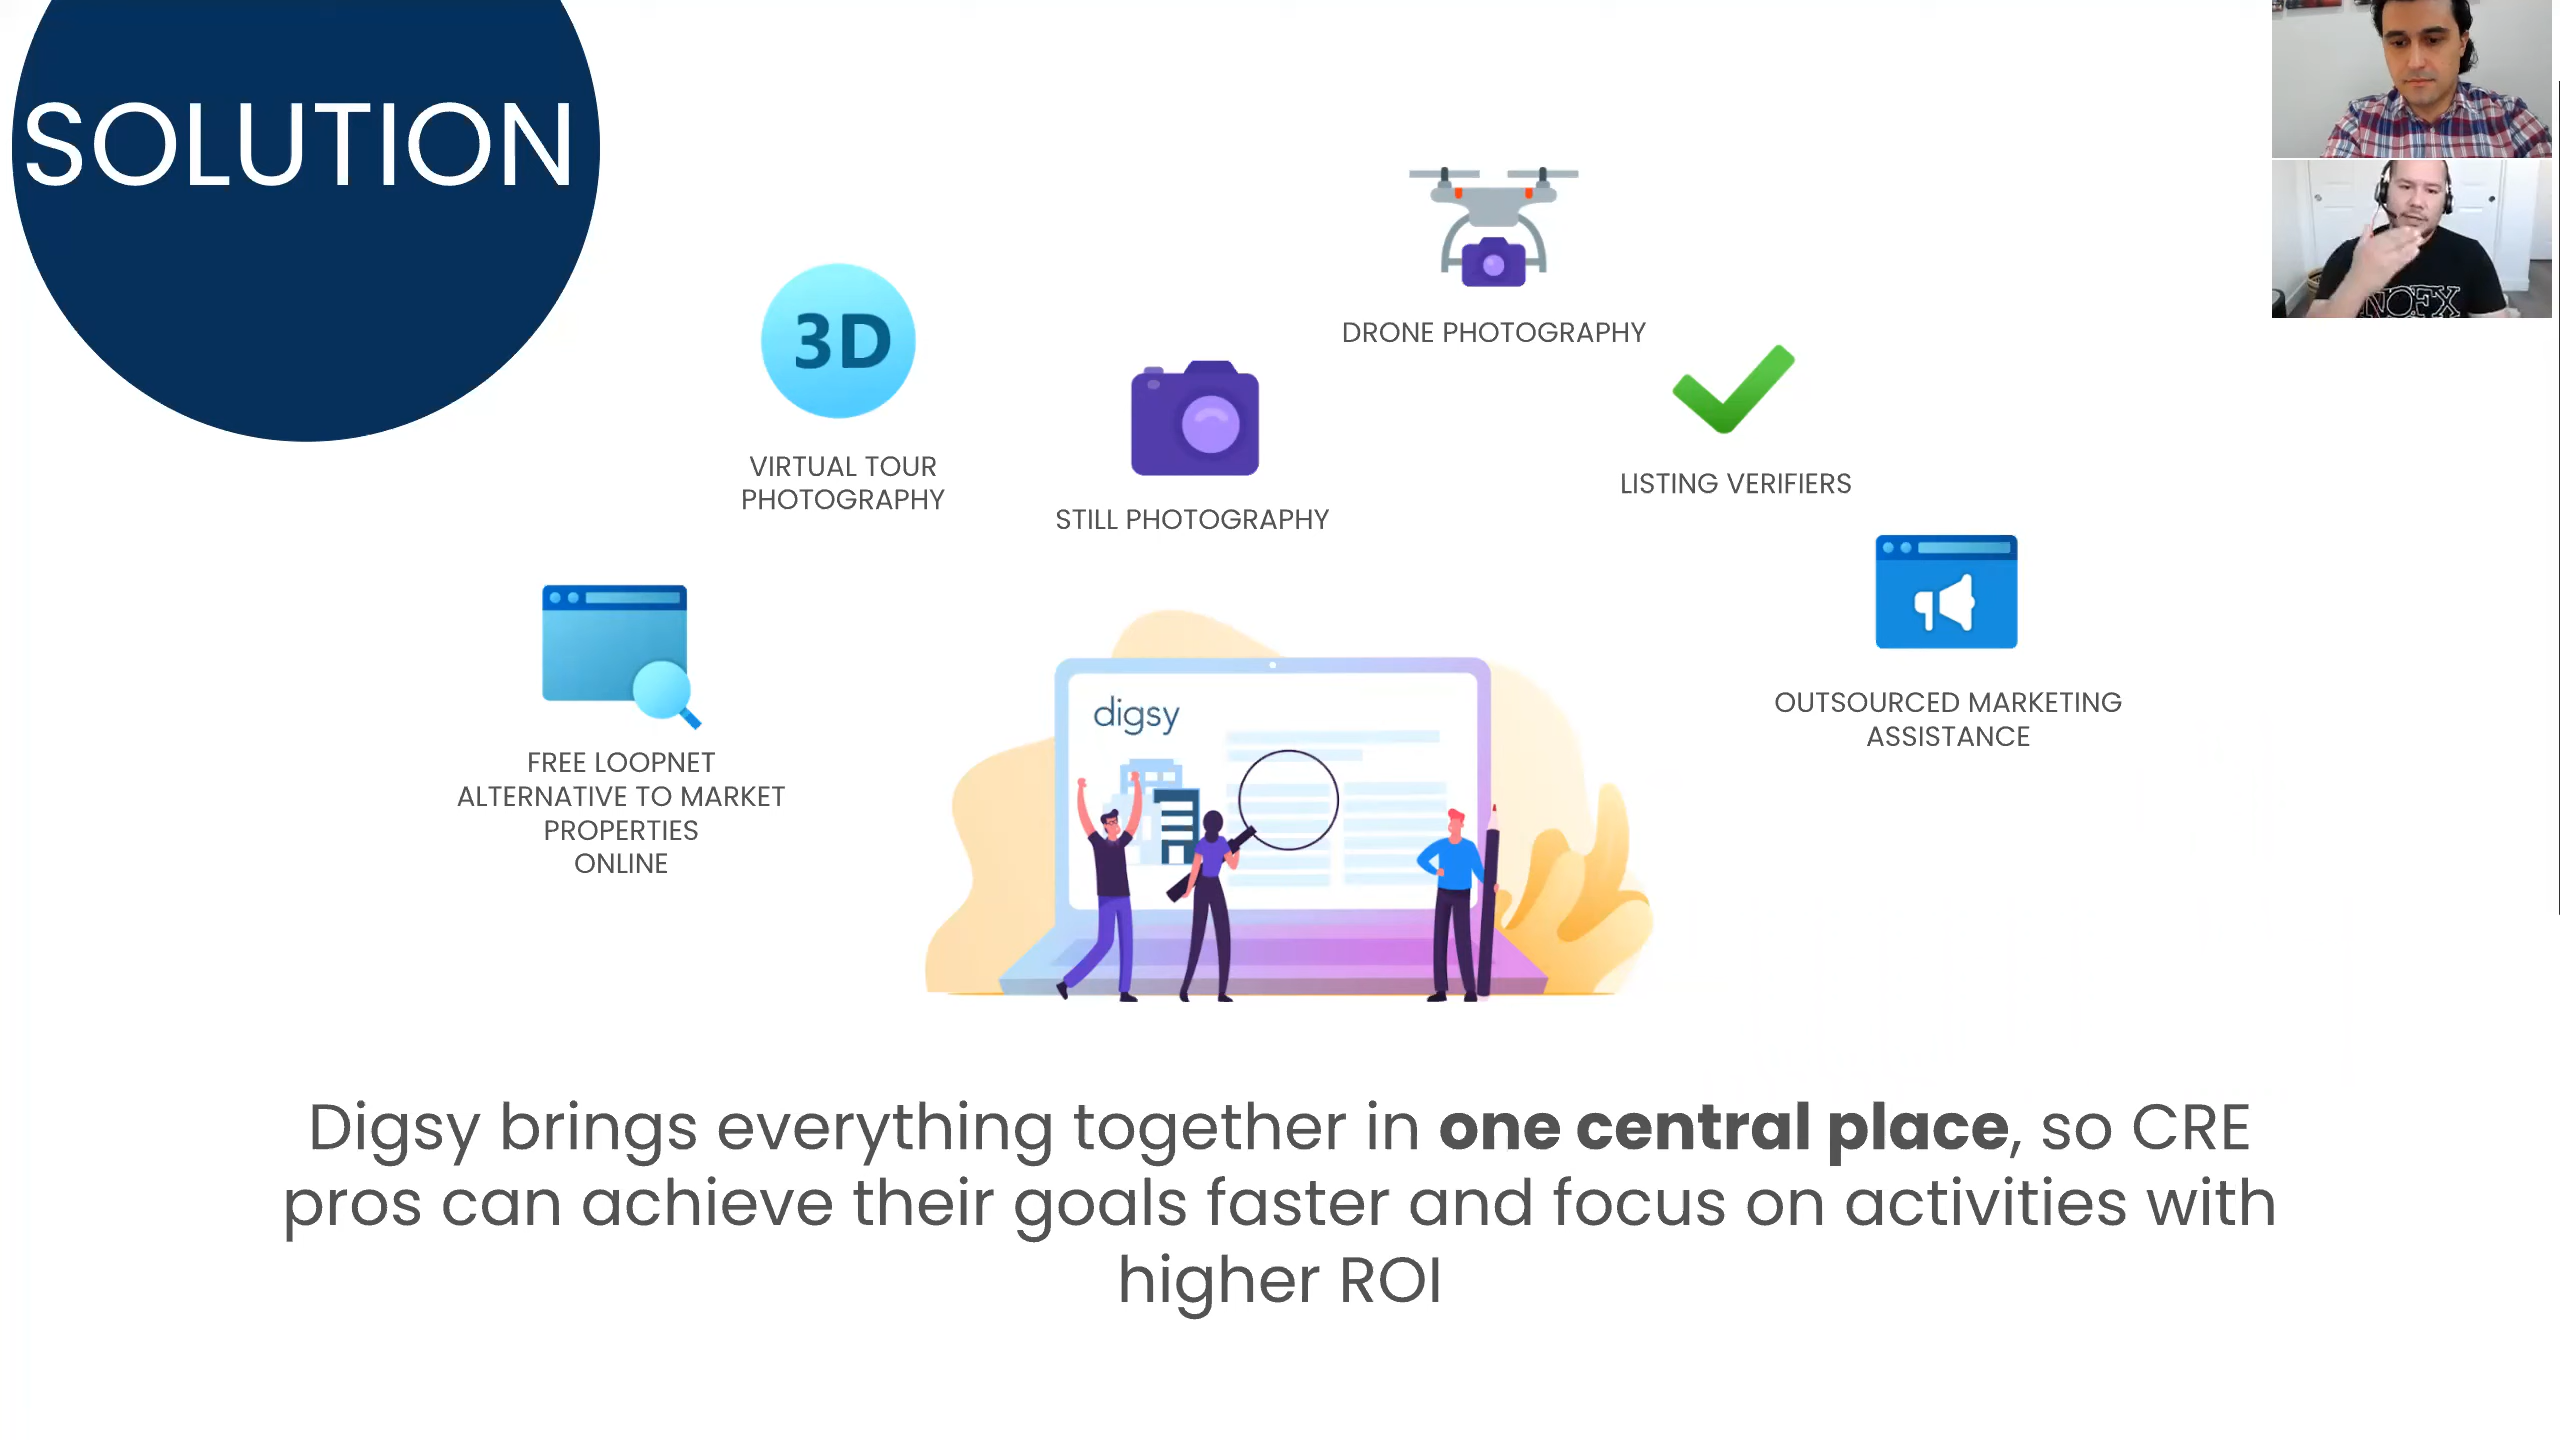 SOLUTION
DRONE PHOTOGRAPHY
3D
VIRTUAL TOUR
PHOTOGRAPHY
STILL PHOTOGRAPHY
LISTING VERIFIERS
OUTSOURCED MARKETING
ASSISTANCE
FREE LOOPNET
ALTERNATIVE TO MARKET
PROPERTIES
ONLINE
digsy
NOFX
Digsy brings everything together in one central place, so CRE
pros can achieve their goals faster and focus on activities with
higher ROI